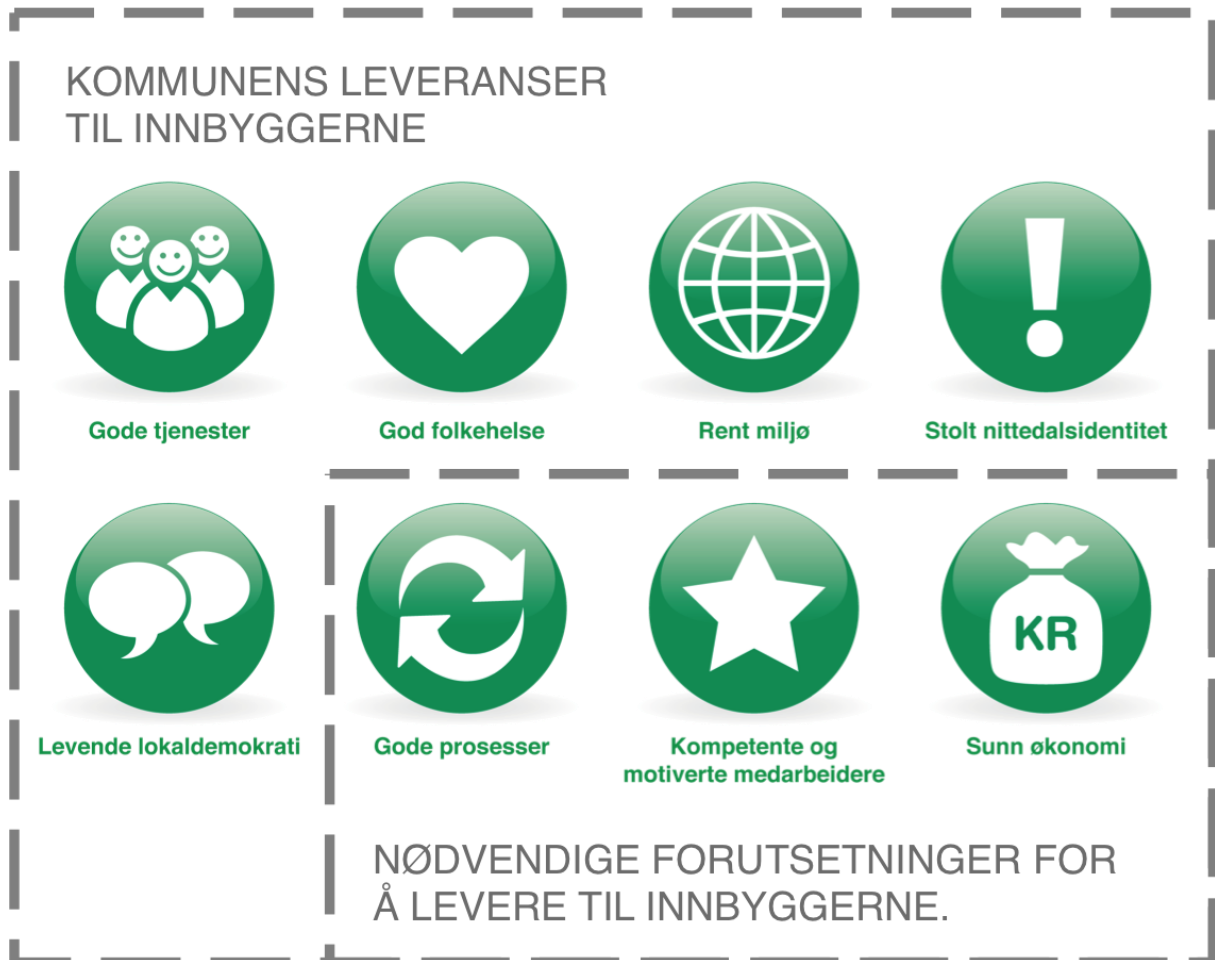 KOMMUNENS LEVERANSER
TIL INNBYGGERNE
Gode tjenester
God folkehelse
Rent miljø
Stolt nittedalsidentitet
Levende lokaldemokrati
Gode prosesser
Kompetente og
motiverte medarbeidere
KR
Sunn økonomi
NØDVENDIGE FORUTSETNINGER FOR
Å LEVERE TIL INNBYGGERNE.